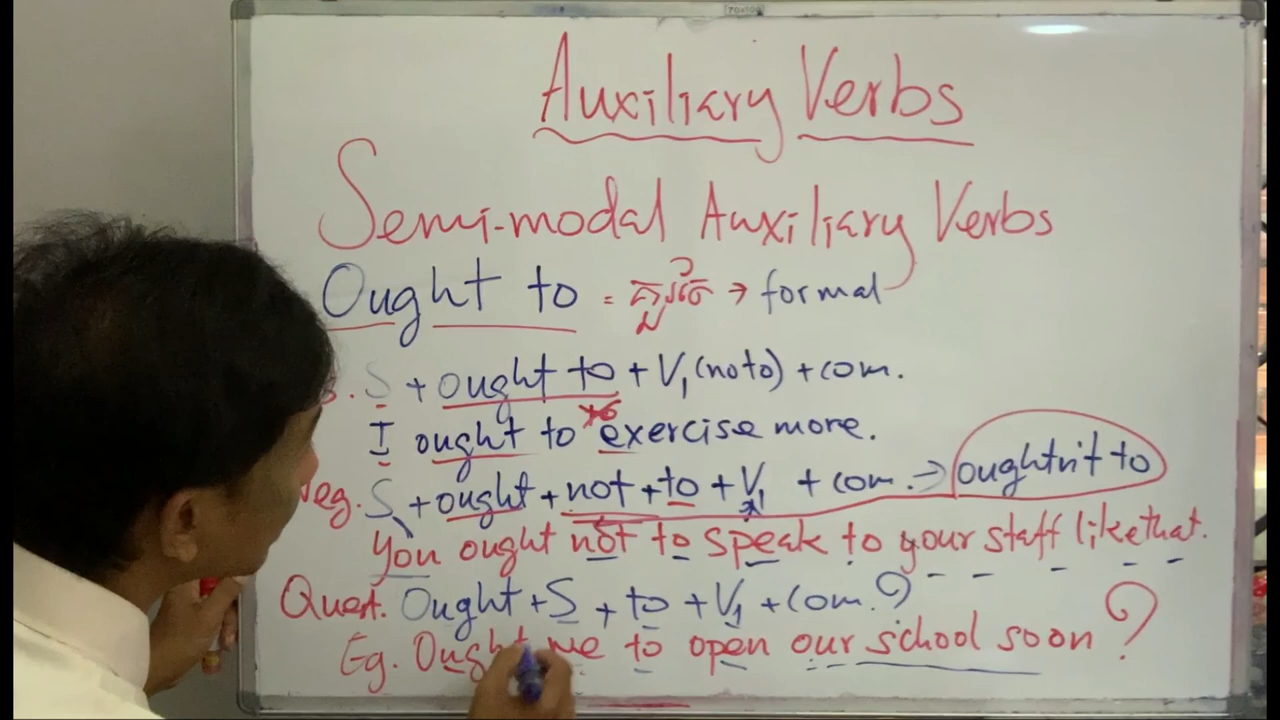 Auxiliary Verbs
Semi-modal Auxiliary Verbs
Ought to = គួរតែ → formal
S + ought to + V1 (no to) + com.
I ought to exercise more.
Neg. S + ought + not + to + V1 + com. → oughtn't to
You ought not to speak to your staff like that.
Quest. Ought + S + to + V1 + com.?
Eg. Ought we to open our school soon?